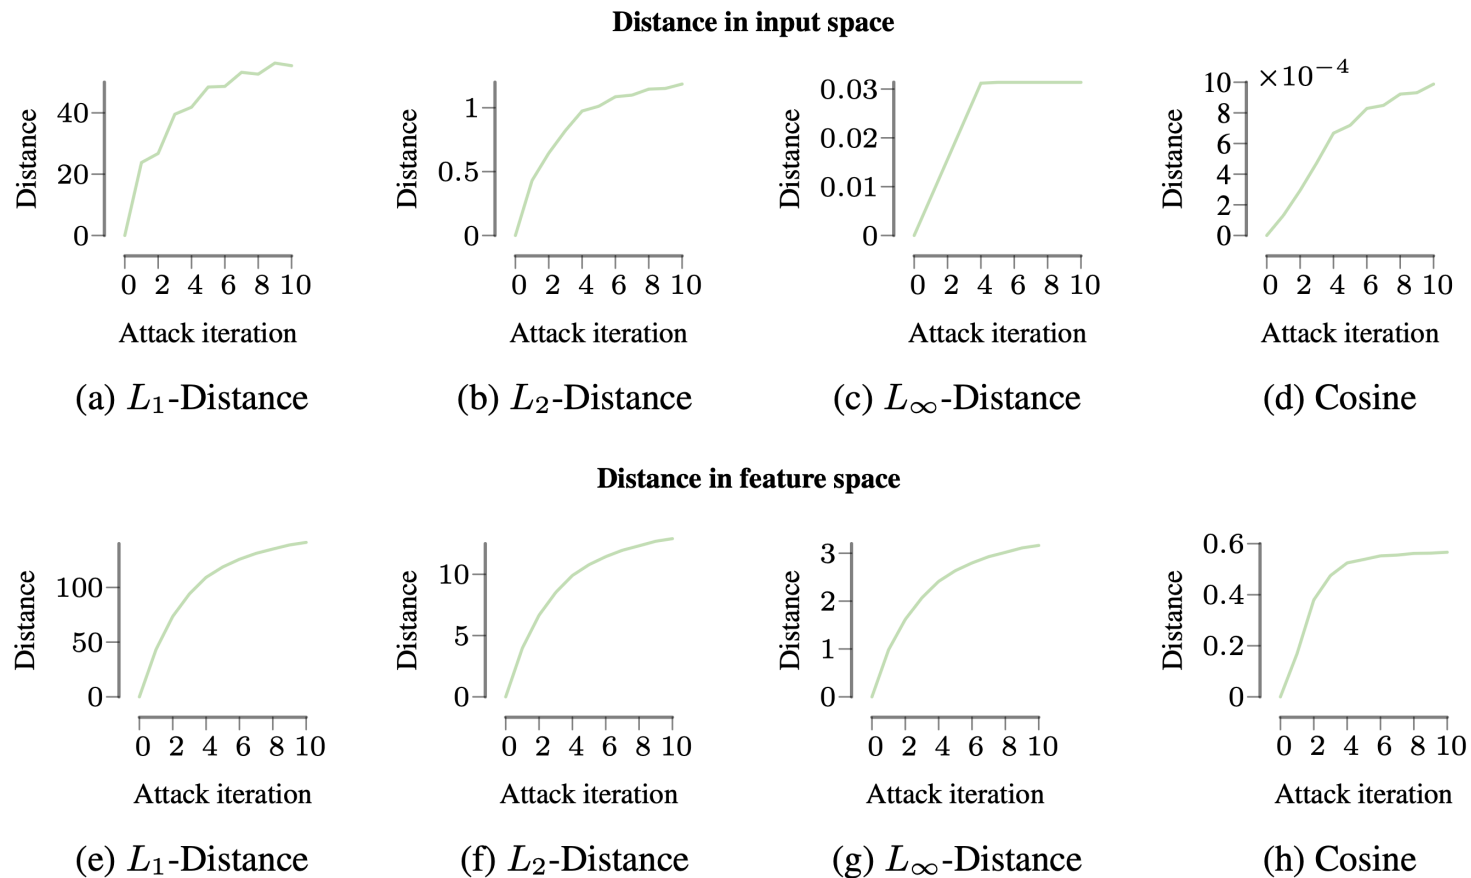 Distance in input space
Distance
40
20
0
0 2 4 6 8 10
Attack iteration
(a) L₁-Distance
Distance
1
0.5
0
0 2 4 6 8 10
Attack iteration
(b) L₂-Distance
Distance
0.03
0.02
0.01
0
0 2 4 6 8 10
Attack iteration
(c) L∞-Distance
Distance
×10⁻⁴
10
8
6
4
2
0
0 2 4 6 8 10
Attack iteration
(d) Cosine
Distance in feature space
Distance
100
50
0
0 2 4 6 8 10
Attack iteration
(e) L₁-Distance
Distance
10
5
0
0 2 4 6 8 10
Attack iteration
(f) L₂-Distance
Distance
3
2
1
0
0 2 4 6 8 10
Attack iteration
(g) L∞-Distance
Distance
0.6
0.4
0.2
0
0 2 4 6 8 10
Attack iteration
(h) Cosine